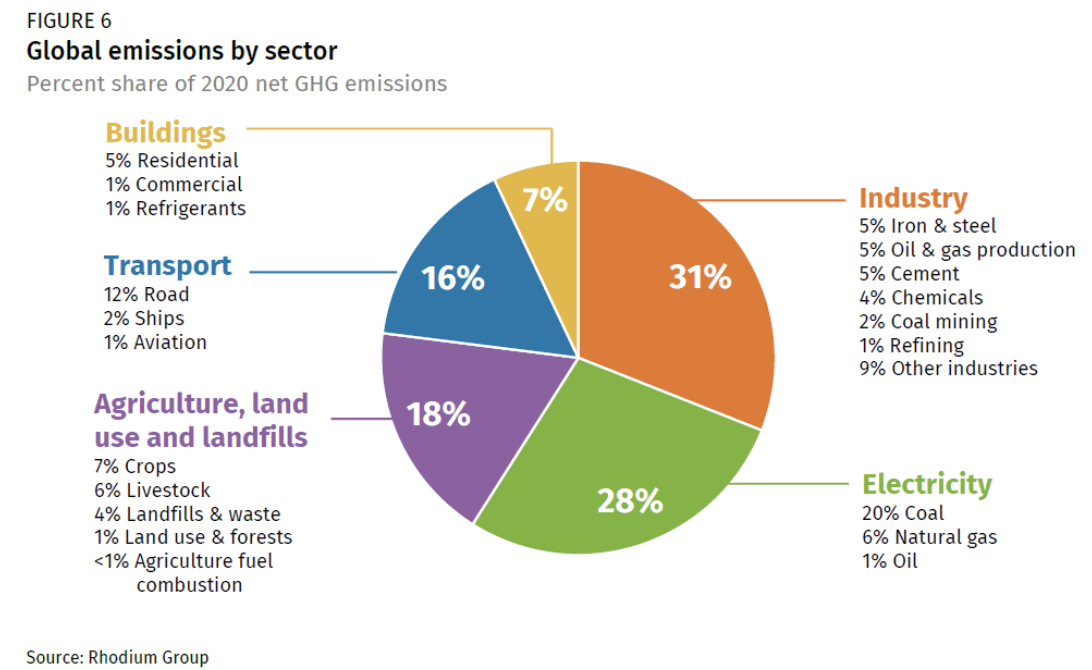 FIGURE 6
Global emissions by sector
Percent share of 2020 net GHG emissions
Buildings
5% Residential
1% Commercial
1% Refrigerants
7%
Transport
12% Road
2% Ships
1% Aviation
16%
Agriculture, land
use and landfills
7% Crops
6% Livestock
4% Landfills & waste
1% Land use & forests
<1% Agriculture fuel
combustion
18%
Industry
5% Iron & steel
5% Oil & gas production
5% Cement
4% Chemicals
2% Coal mining
1% Refining
9% Other industries
31%
Electricity
20% Coal
6% Natural gas
1% Oil
28%
Source: Rhodium Group